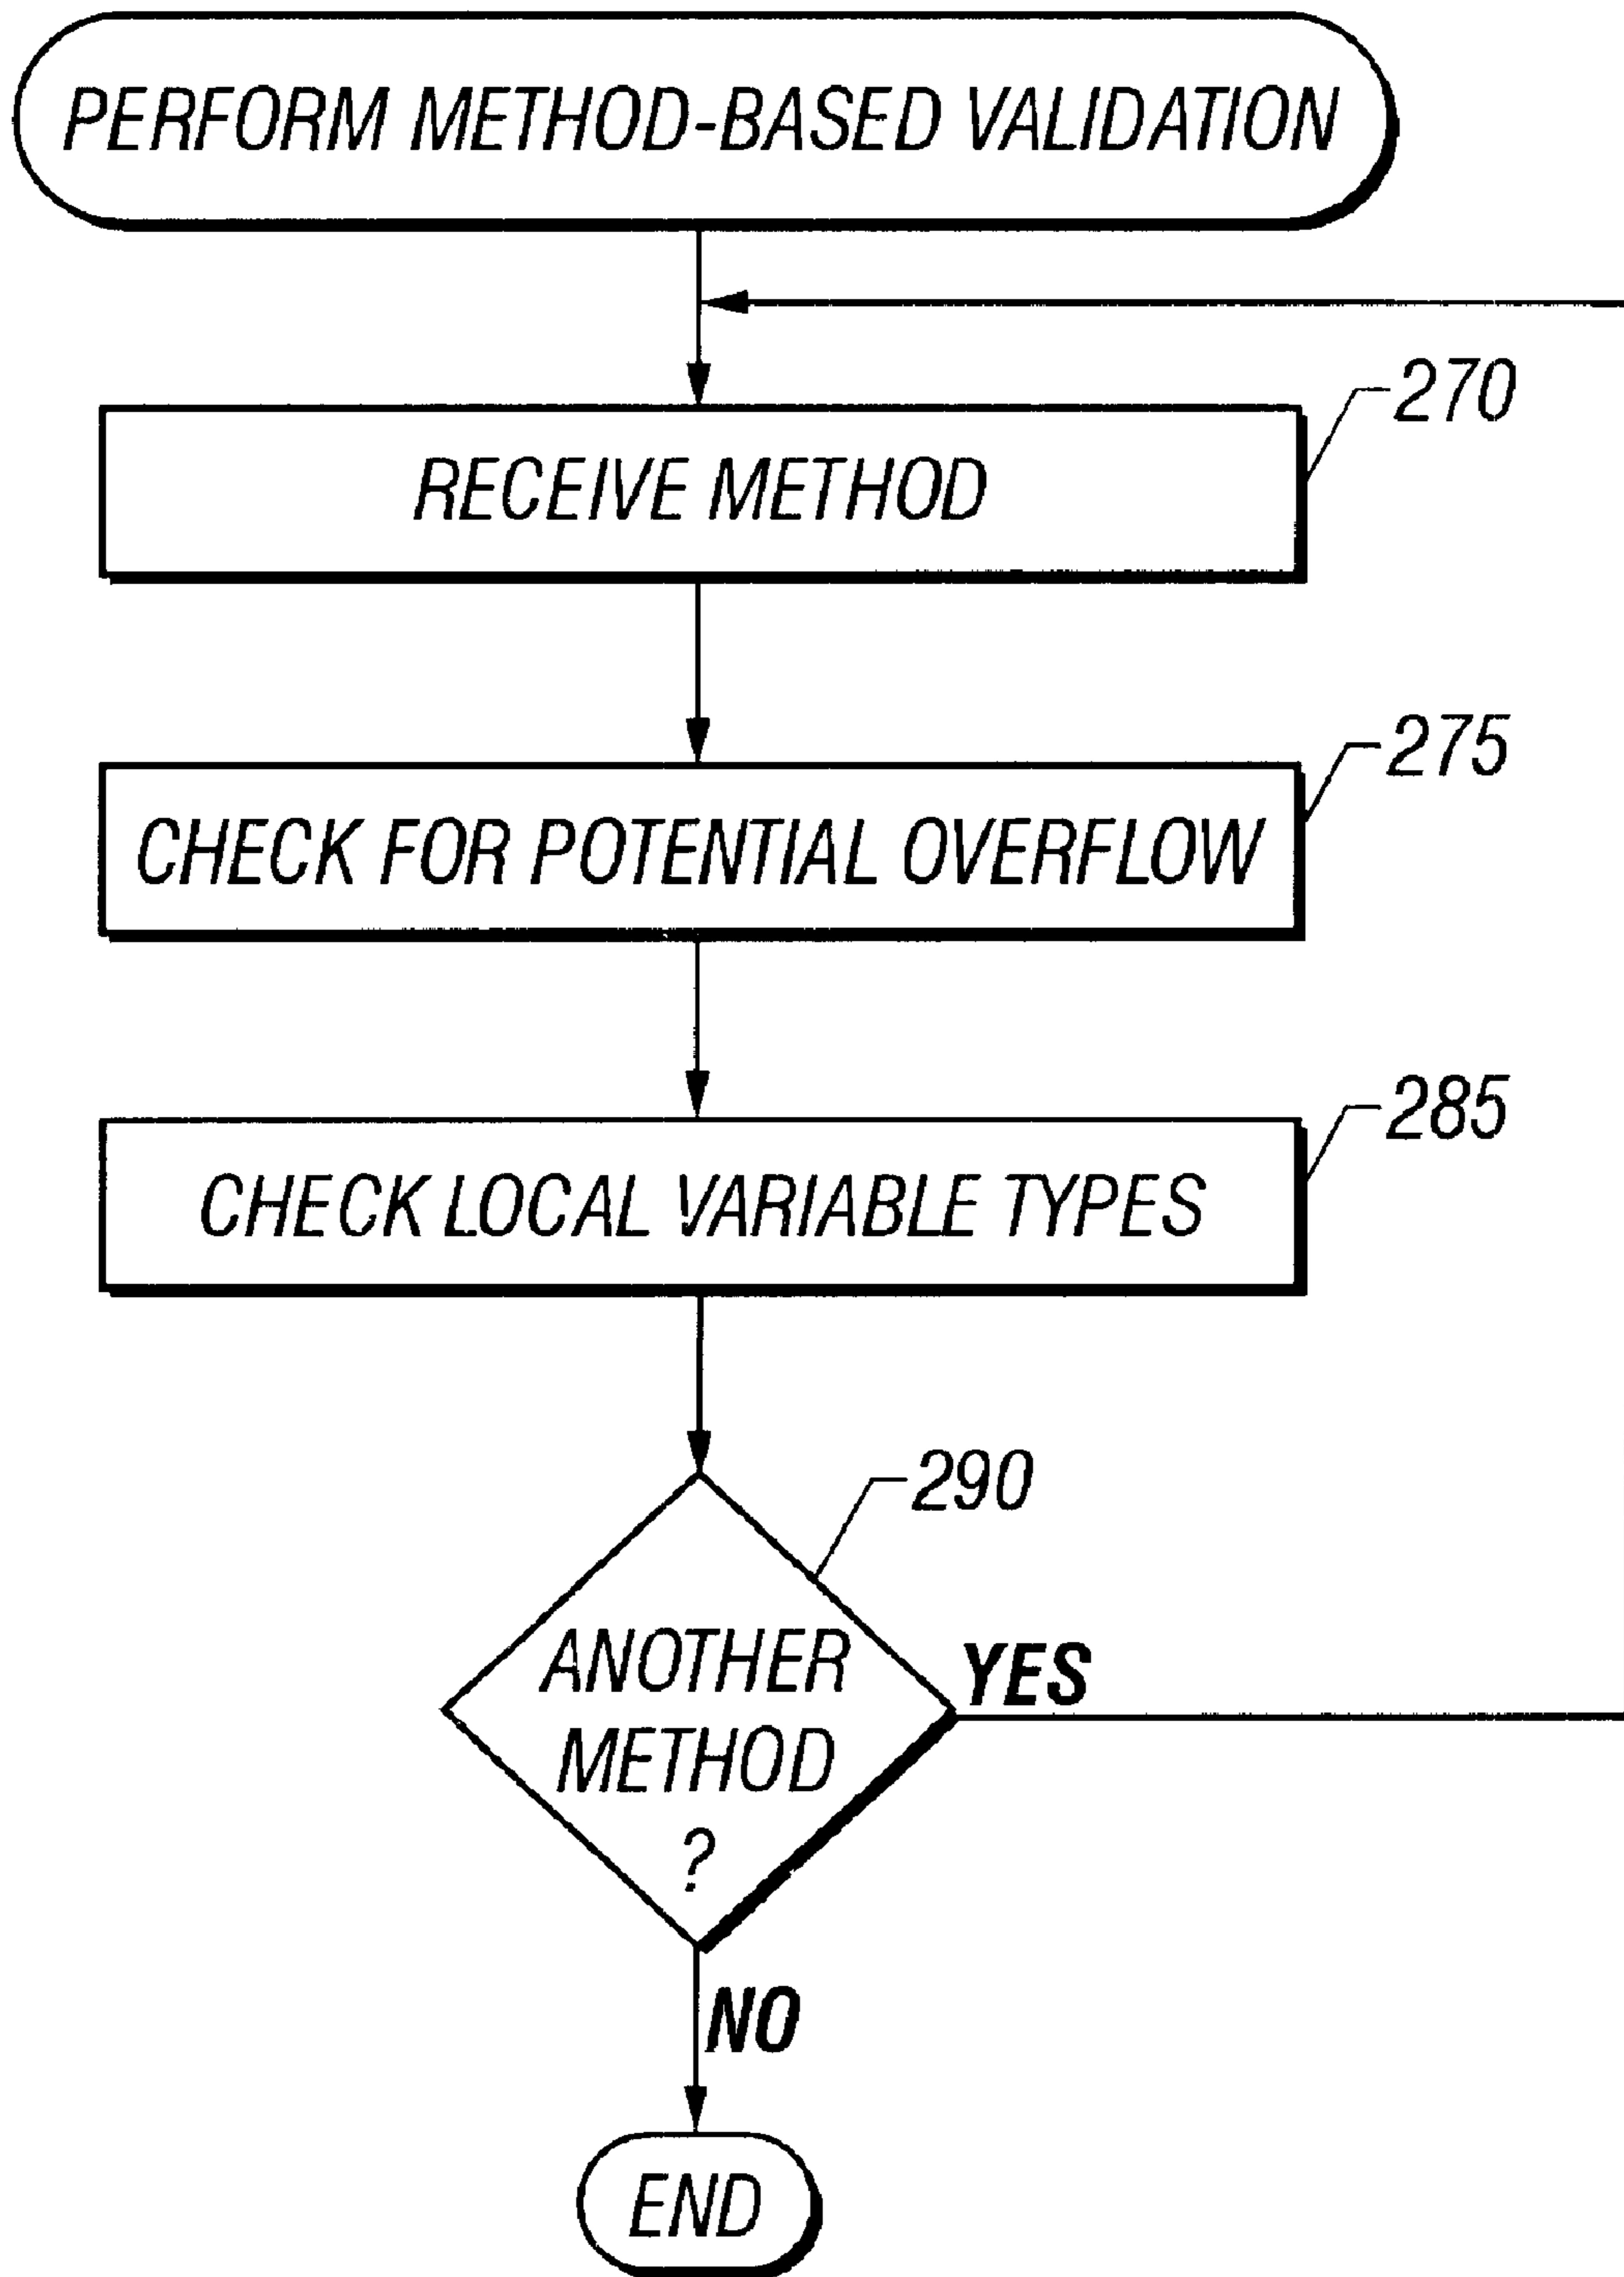 PERFORM METHOD-BASED VALIDATION
270
RECEIVE METHOD
275
CHECK FOR POTENTIAL OVERFLOW
285
CHECK LOCAL VARIABLE TYPES
290
ANOTHER
METHOD
?
YES
NO
END